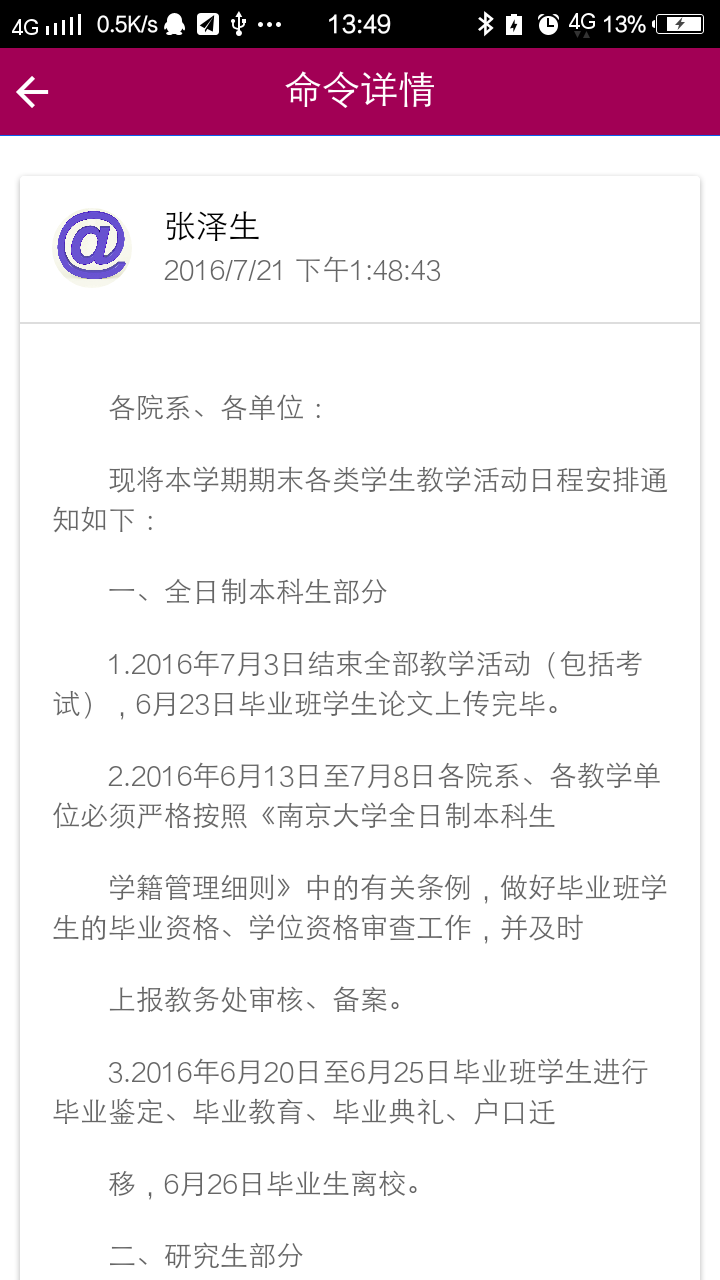 4G 0.5K/s 13:49 4G 13%
命令详情
张泽生
2016/7/21 下午1:48:43
各院系、各单位：
现将本学期期末各类学生教学活动日程安排通
知如下：
一、全日制本科生部分
1.2016年7月3日结束全部教学活动（包括考
试），6月23日毕业班学生论文上传完毕。
2.2016年6月13日至7月8日各院系、各教学单
位必须严格按照《南京大学全日制本科生
学籍管理细则》中的有关条例，做好毕业班学
生的毕业资格、学位资格审查工作，并及时
上报教务处审核、备案。
3.2016年6月20日至6月25日毕业班学生进行
毕业鉴定、毕业教育、毕业典礼、户口迁
移，6月26日毕业生离校。
二、研究生部分